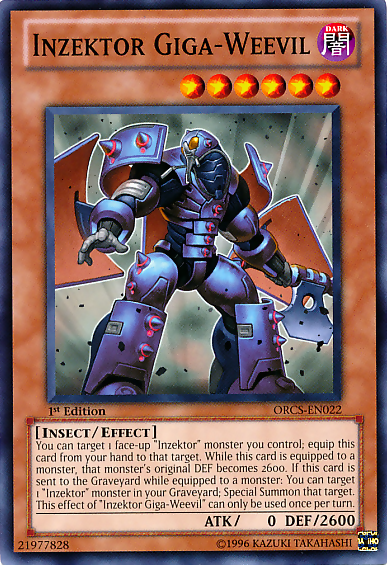 INZEKTOR GIGA-WEEVIL
DARK
闇
1st Edition
ORCS-EN022
[INSECT/EFFECT]
You can target 1 face-up "Inzektor" monster you control; equip this
card from your hand to that target. While this card is equipped to a
monster, that monster's original DEF becomes 2600. If this card is
sent to the Graveyard while equipped to a monster: You can target
1 "Inzektor" monster in your Graveyard; Special Summon that target.
This effect of "Inzektor Giga-Weevil" can only be used once per turn.
ATK/ 0 DEF/2600
21977828
©1996 KAZUKI TAKAHASHI